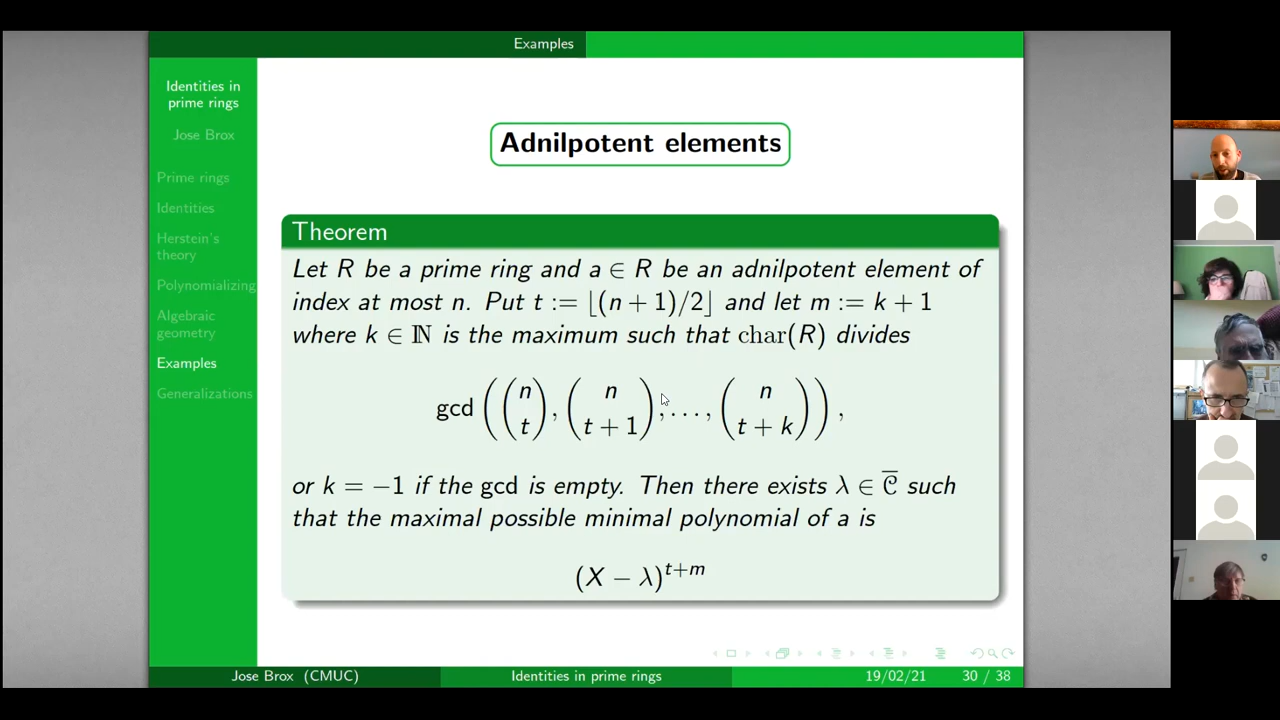 Examples
Identities in
prime rings
Jose Brox
Prime rings
Identities
Herstein's
theory
Polynomializing
Algebraic
geometry
Examples
Generalizations
Adnilpotent elements
Theorem
Let R be a prime ring and a ∈ R be an adnilpotent element of
index at most n. Put t := ⌊(n + 1)/2⌋ and let m := k + 1
where k ∈ ℕ is the maximum such that char(R) divides
gcd ( (n t), (n t + 1), . . . , (n t + k) ) ,
or k = −1 if the gcd is empty. Then there exists λ ∈ C̅ such
that the maximal possible minimal polynomial of a is
(X − λ)^{t+m}
Jose Brox (CMUC) Identities in prime rings 19/02/21 30 / 38